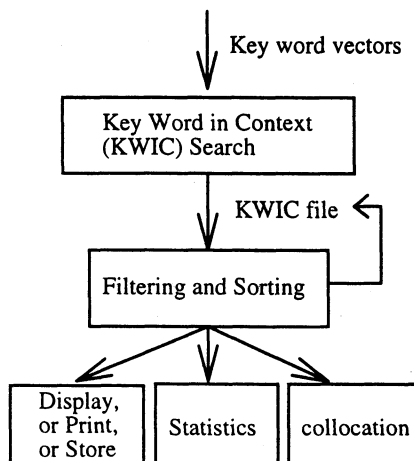 Key word vectors
Key Word in Context
(KWIC) Search
KWIC file
Filtering and Sorting
Display,
or Print,
or Store
Statistics
collocation